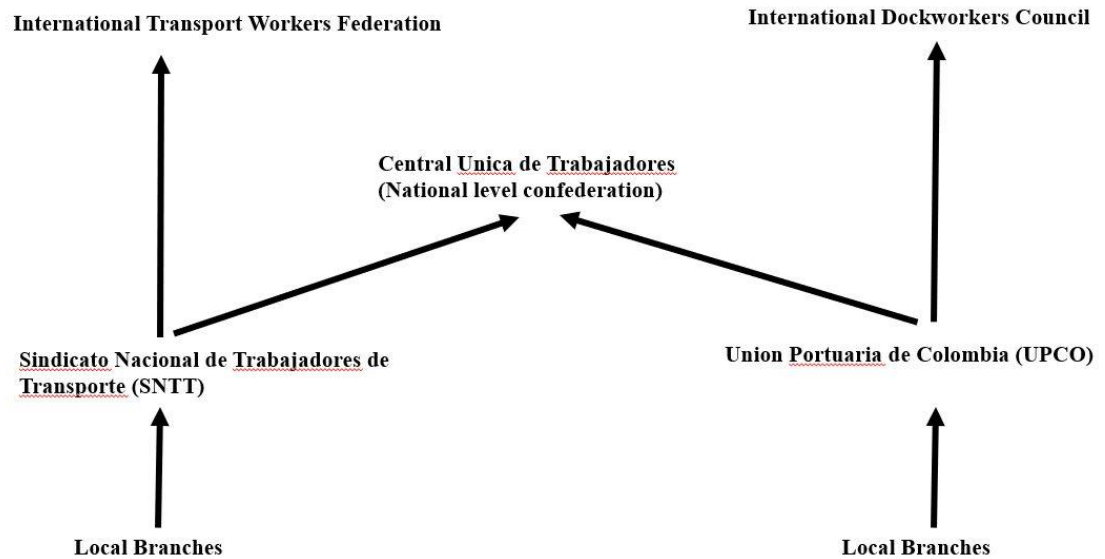 International Transport Workers Federation
International Dockworkers Council
Central Unica de Trabajadores
(National level confederation)
Sindicato Nacional de Trabajadores de
Transporte (SNTT)
Union Portuaria de Colombia (UPCO)
Local Branches
Local Branches